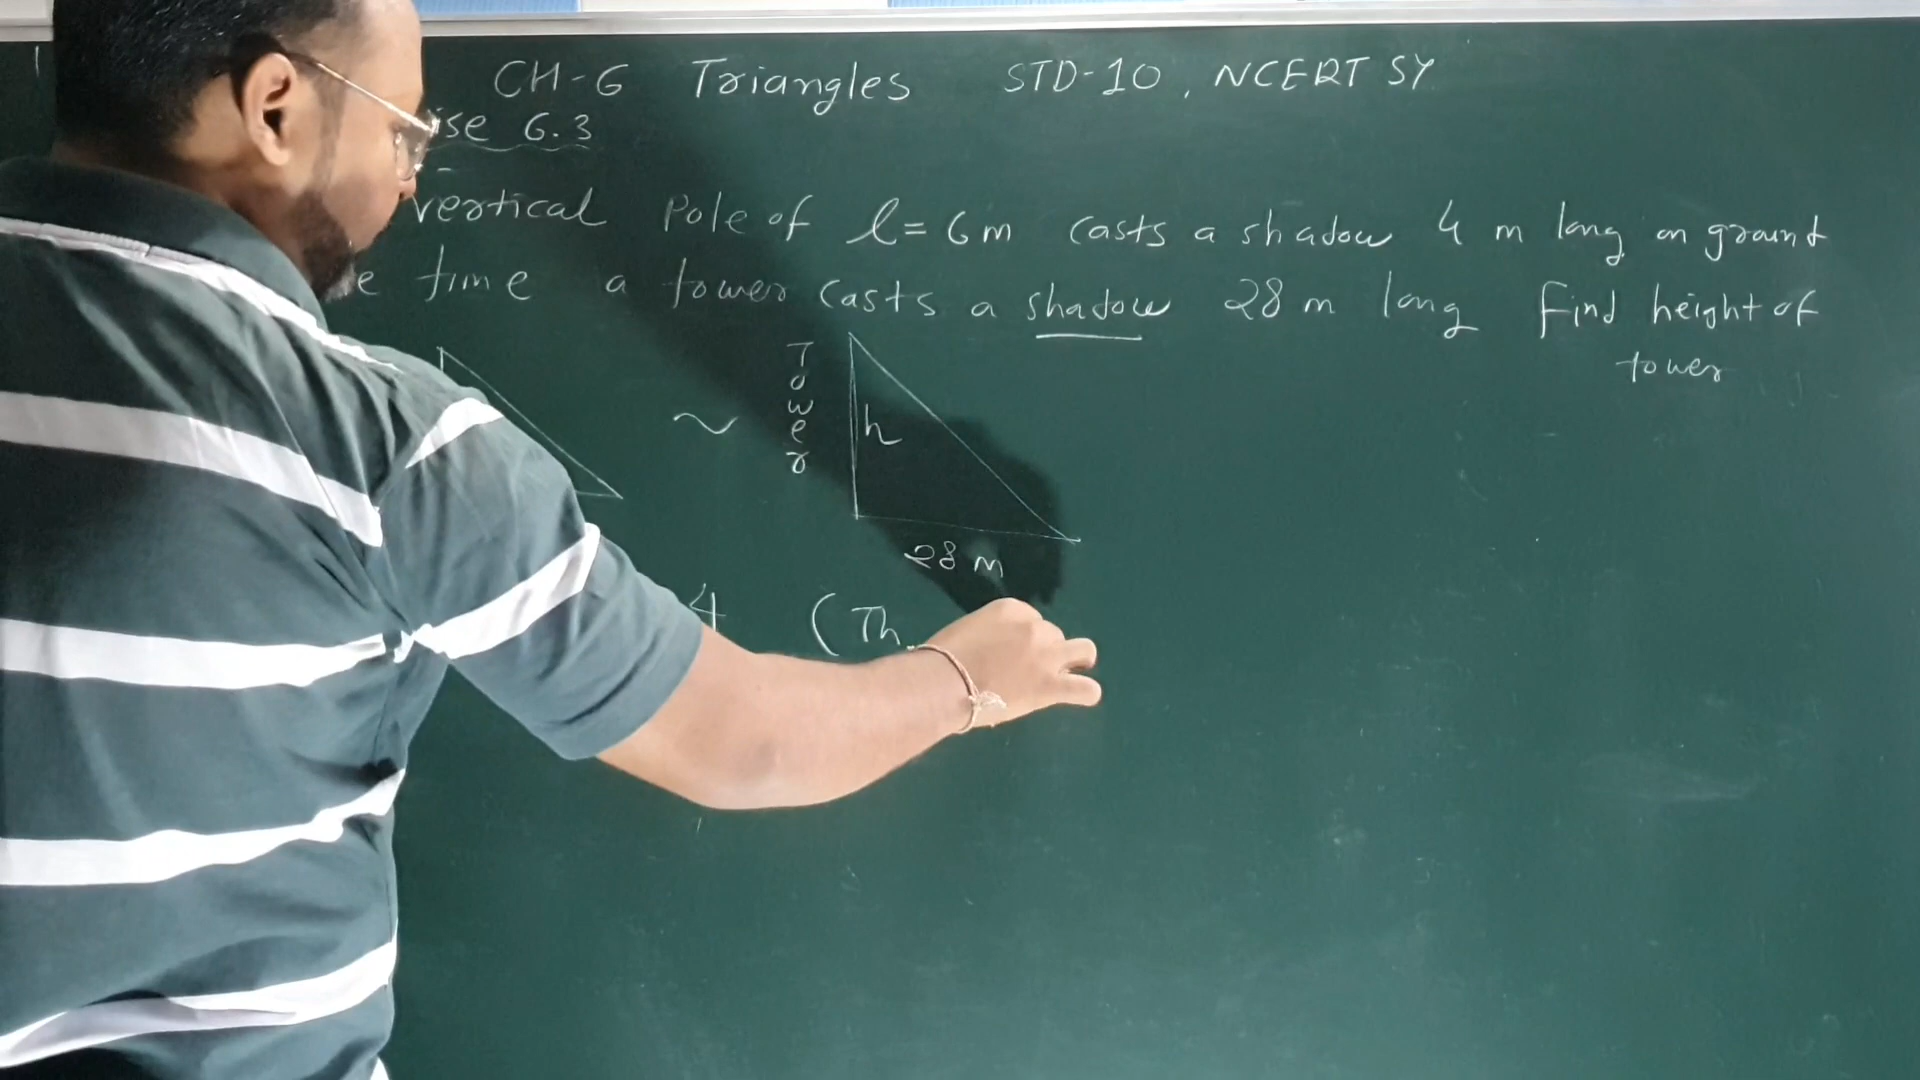 CH-6 Triangles STD-10, NCERT SY
ise 6.3
vertical Pole of l = 6 m casts a shadow 4 m long on ground
e time a tower casts a shadow 28 m long Find height of
tower
~
Tower
h
28 m
4 (Th